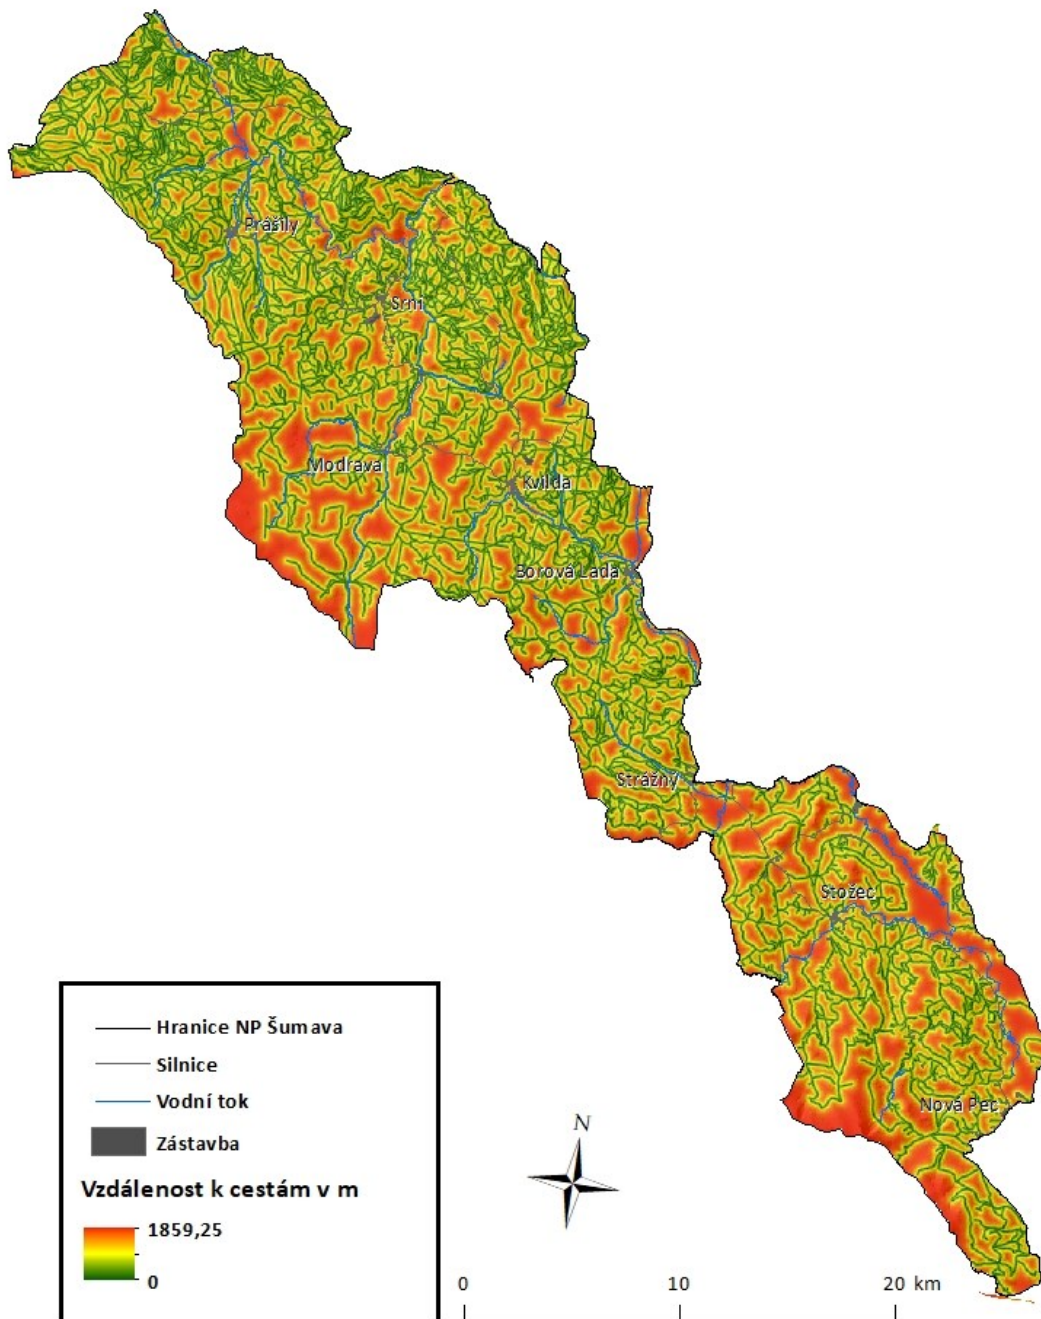 Prášily
Srní
Modrava
Kvilda
Borová Lada
Strážný
Stožec
Nová Pec
Hranice NP Šumava
Silnice
Vodní tok
Zástavba
Vzdálenost k cestám v m
1859,25
0
N
0 10 20 km